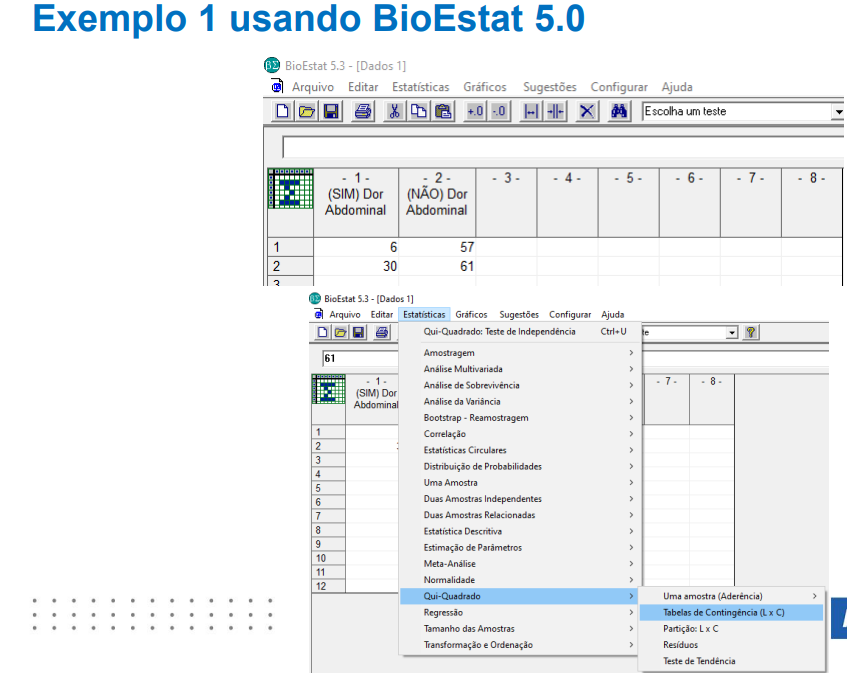 Exemplo 1 usando BioEstat 5.0
BioEstat 5.3 - [Dados 1]
Arquivo Editar Estatísticas Gráficos Sugestões Configurar Ajuda
Escolha um teste
- 1 - - 2 - - 3 - - 4 - - 5 - - 6 - - 7 - - 8 -
(SIM) Dor (NÃO) Dor
Abdominal Abdominal
1 6 57
2 30 61
3
BioEstat 5.3 - [Dados 1]
Arquivo Editar Estatísticas Gráficos Sugestões Configurar Ajuda
Qui-Quadrado: Teste de Independência Ctrl+U
te
61
Amostragem
Análise Multivariada
Análise de Sobrevivência
Análise da Variância
Bootstrap - Reamostragem
Correlação
Estatísticas Circulares
Distribuição de Probabilidades
Uma Amostra
Duas Amostras Independentes
Duas Amostras Relacionadas
Estatística Descritiva
Estimação de Parâmetros
Meta-Análise
Normalidade
Qui-Quadrado
Regressão
Tamanho das Amostras
Transformação e Ordenação
- 1 - - 7 - - 8 -
(SIM) Dor
Abdominal
1
2
3
4
5
6
7
8
9
10
11
12
Uma amostra (Aderência)
Tabelas de Contingência (L x C)
Partição: L x C
Resíduos
Teste de Tendência